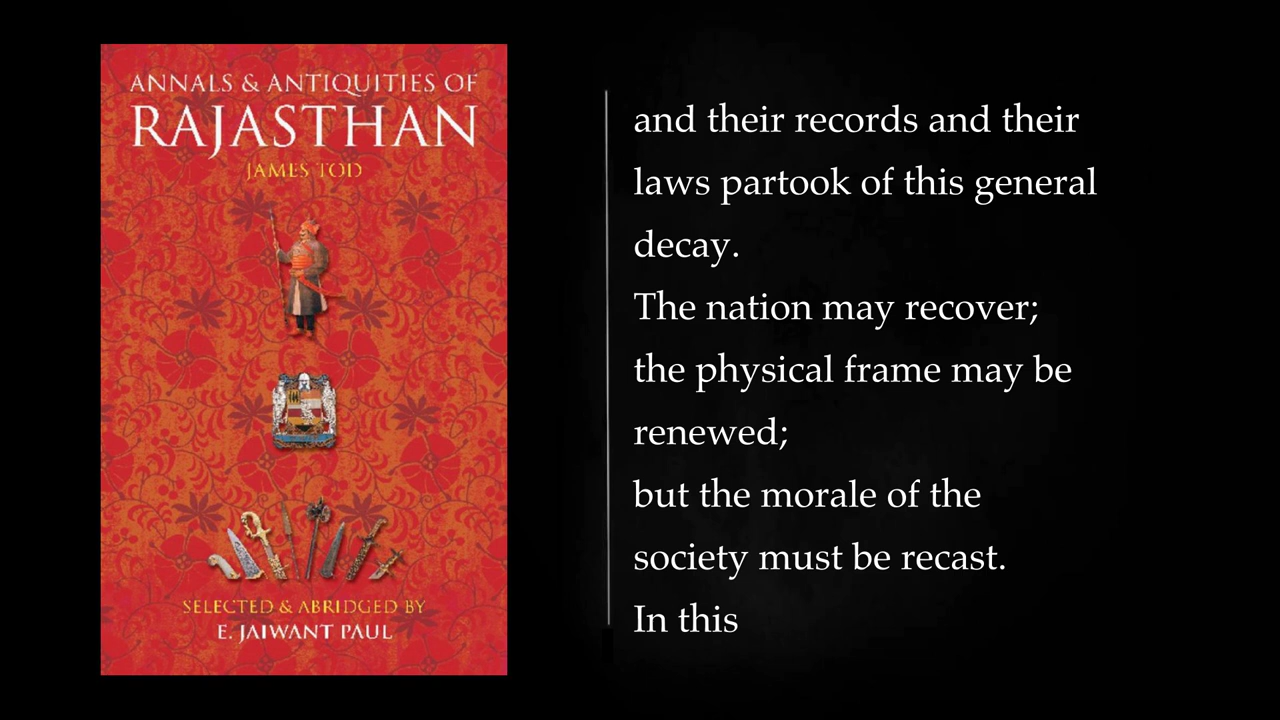 ANNALS & ANTIQUITIES OF
RAJASTHAN
JAMES TOD
SELECTED & ABRIDGED BY
E. JAIWANT PAUL
and their records and their
laws partook of this general
decay.
The nation may recover;
the physical frame may be
renewed;
but the morale of the
society must be recast.
In this